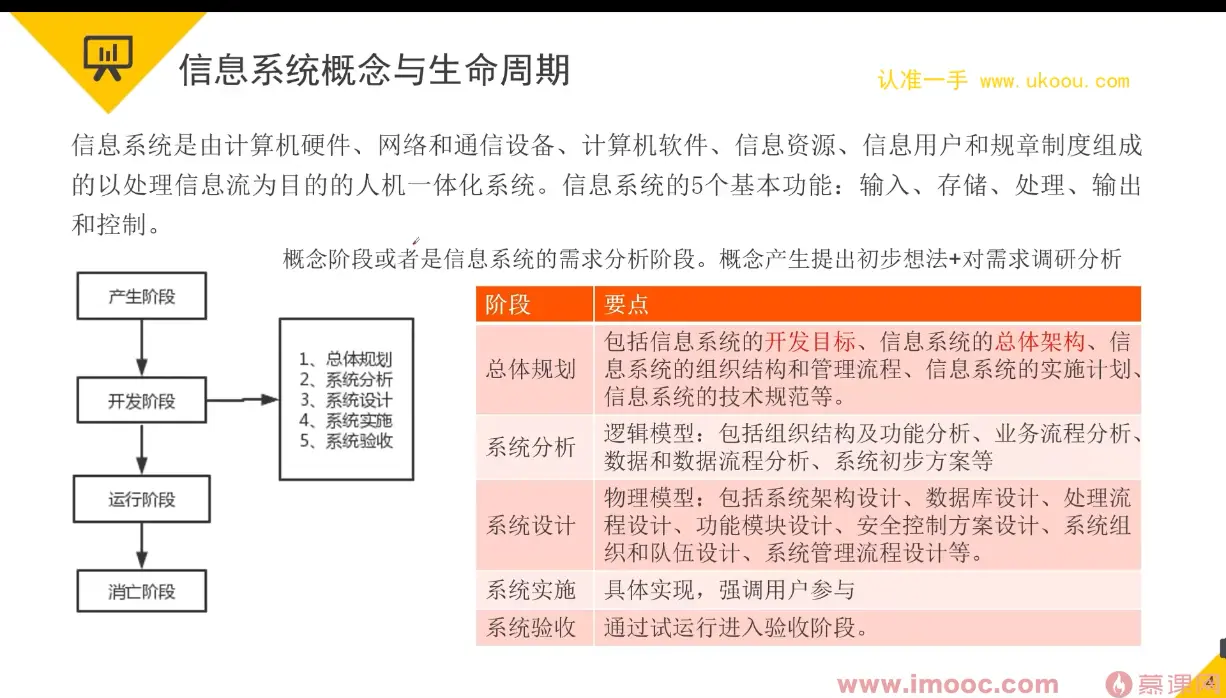 信息系统概念与生命周期
认准一手 www.ukoou.com
信息系统是由计算机硬件、网络和通信设备、计算机软件、信息资源、信息用户和规章制度组成
的以处理信息流为目的的人机一体化系统。信息系统的5个基本功能：输入、存储、处理、输出
和控制。
概念阶段或者是信息系统的需求分析阶段。概念产生提出初步想法+对需求调研分析
产生阶段
开发阶段
运行阶段
消亡阶段
1、总体规划
2、系统分析
3、系统设计
4、系统实施
5、系统验收
阶段 要点
总体规划
包括信息系统的开发目标、信息系统的总体架构、信
息系统的组织结构和管理流程、信息系统的实施计划、
信息系统的技术规范等。
系统分析
逻辑模型：包括组织结构及功能分析、业务流程分析、
数据和数据流程分析、系统初步方案等
系统设计
物理模型：包括系统架构设计、数据库设计、处理流
程设计、功能模块设计、安全控制方案设计、系统组
织和队伍设计、系统管理流程设计等。
系统实施 具体实现，强调用户参与
系统验收 通过试运行进入验收阶段。
www.imooc.com
慕课网
4